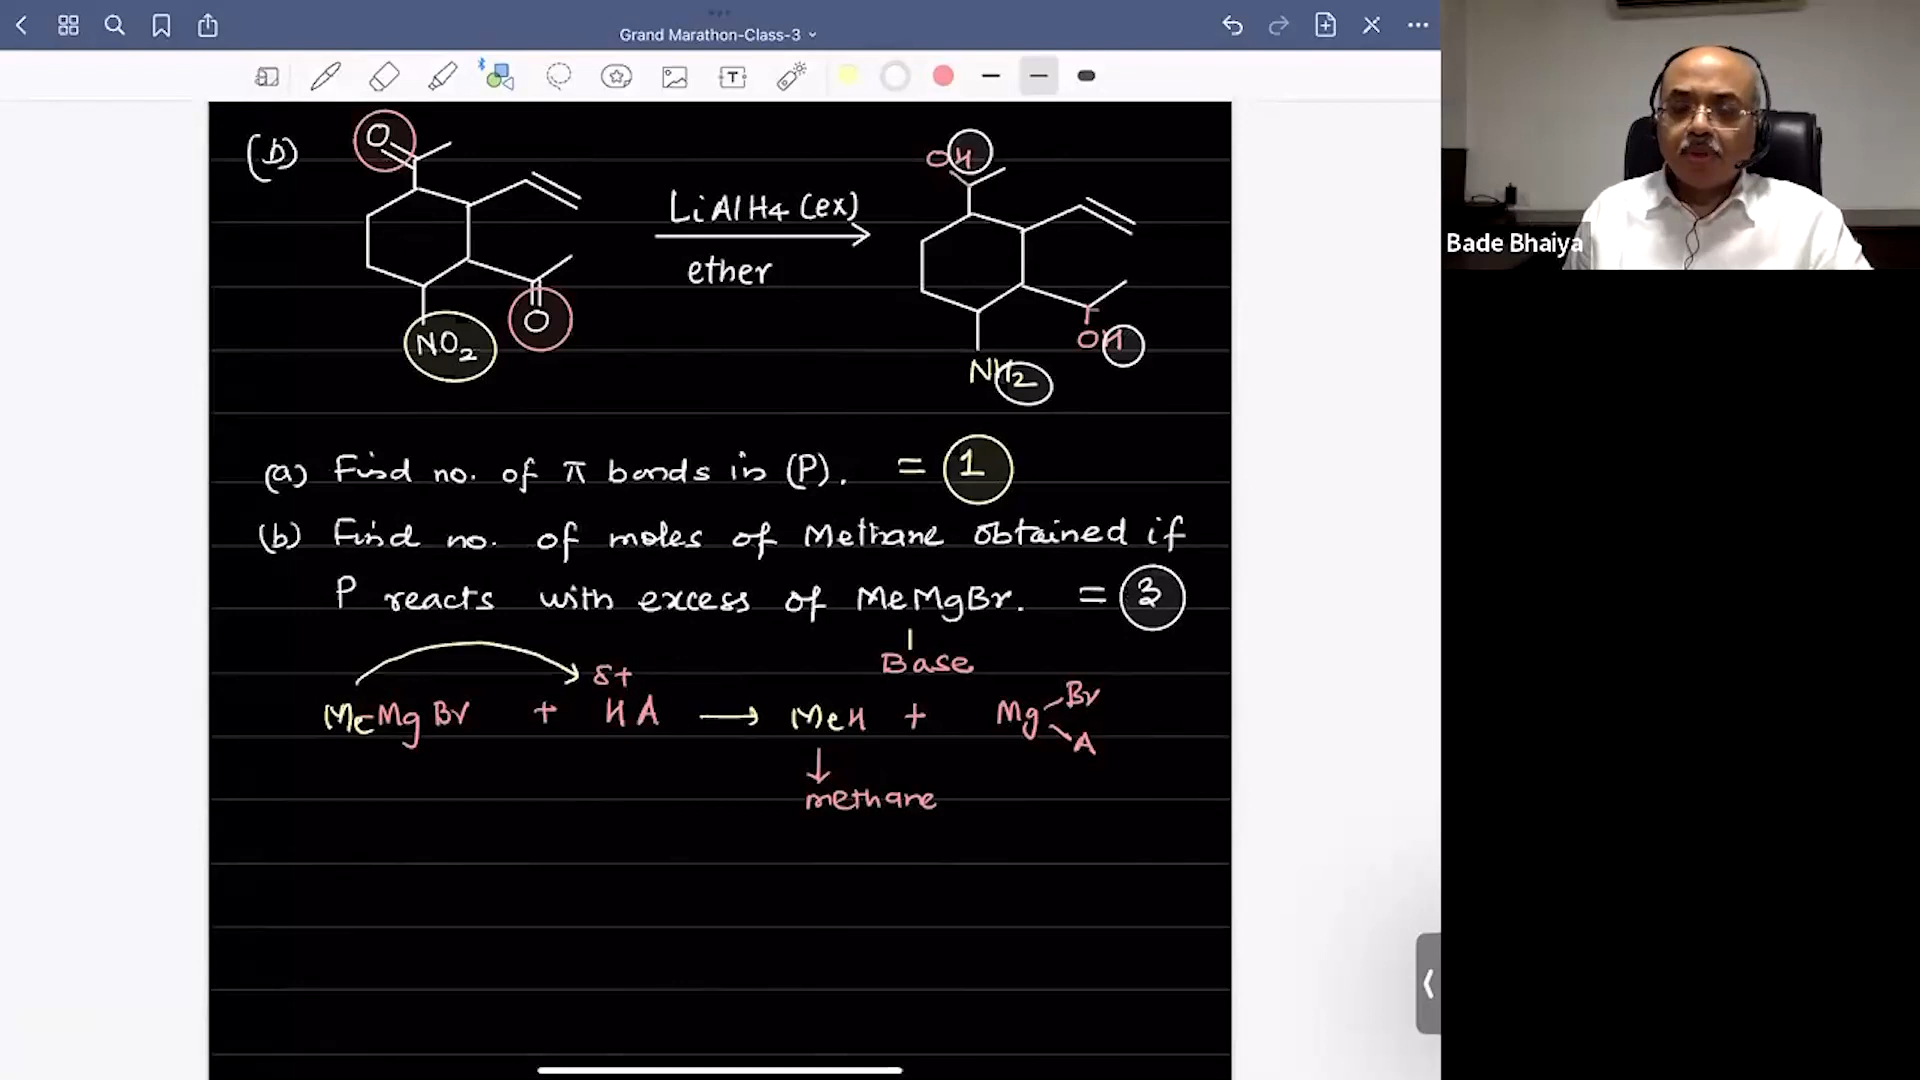 Grand Marathon-Class-3
Bade Bhaiya
(b)
O
OH
LiAlH4 (ex)
ether
NO2
O
OH
NH2
(a) Find no. of π bonds in (P). = 1
(b) Find no. of moles of Methane obtained if
P reacts with excess of MeMgBr. = 3
Base
δ+
MeMgBr + HA → MeH + Mg Br A
↓
methane